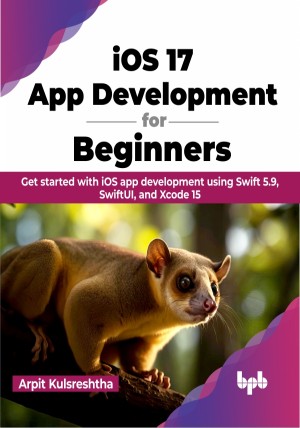 iOS 17
App Development
for
Beginners
Get started with iOS app development using Swift 5.9,
SwiftUI, and Xcode 15
Arpit Kulsreshtha
bpb